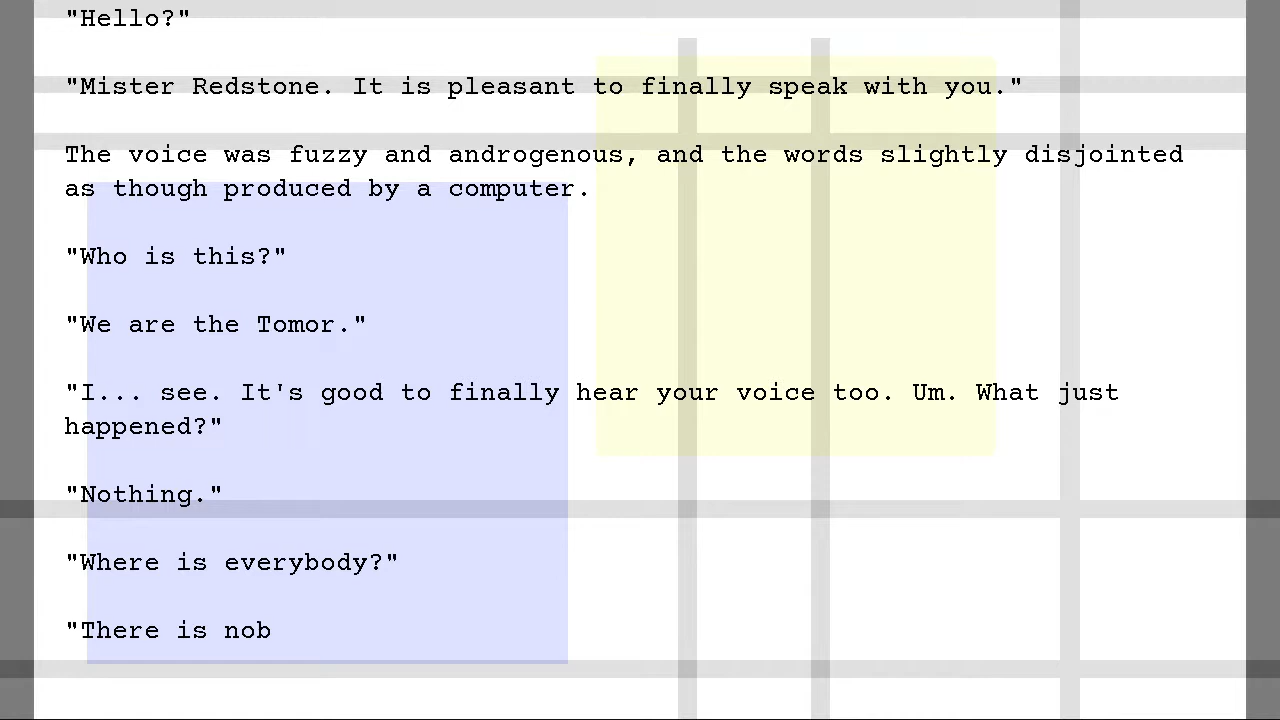 "Hello?"
"Mister Redstone. It is pleasant to finally speak with you."
The voice was fuzzy and androgenous, and the words slightly disjointed
as though produced by a computer.
"Who is this?"
"We are the Tomor."
"I... see. It's good to finally hear your voice too. Um. What just
happened?"
"Nothing."
"Where is everybody?"
"There is nob